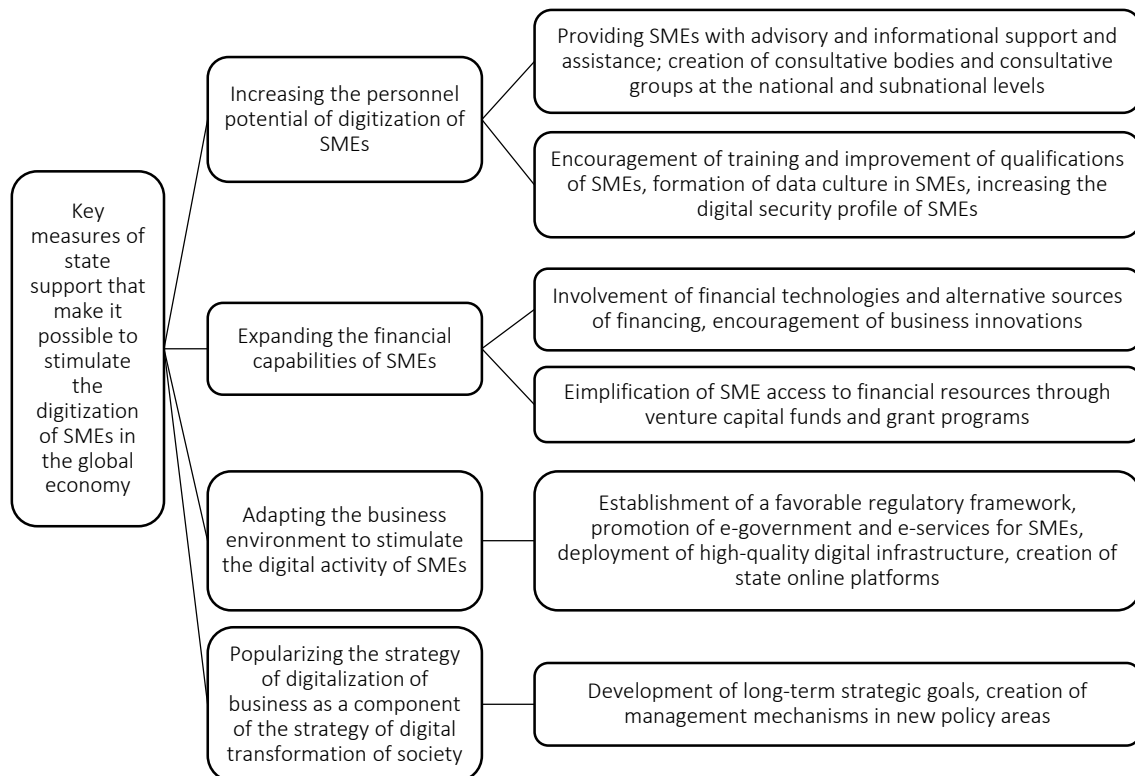 Key
measures of
state
support that
make it
possible to
stimulate
the
digitization
of SMEs in
the global
economy
Increasing the personnel
potential of digitization of
SMEs
Providing SMEs with advisory and informational support and
assistance; creation of consultative bodies and consultative
groups at the national and subnational levels
Encouragement of training and improvement of qualifications
of SMEs, formation of data culture in SMEs, increasing the
digital security profile of SMEs
Expanding the financial
capabilities of SMEs
Involvement of financial technologies and alternative sources
of financing, encouragement of business innovations
Eimplification of SME access to financial resources through
venture capital funds and grant programs
Adapting the business
environment to stimulate
the digital activity of SMEs
Establishment of a favorable regulatory framework,
promotion of e-government and e-services for SMEs,
deployment of high-quality digital infrastructure, creation of
state online platforms
Popularizing the strategy
of digitalization of
business as a component
of the strategy of digital
transformation of society
Development of long-term strategic goals, creation of
management mechanisms in new policy areas